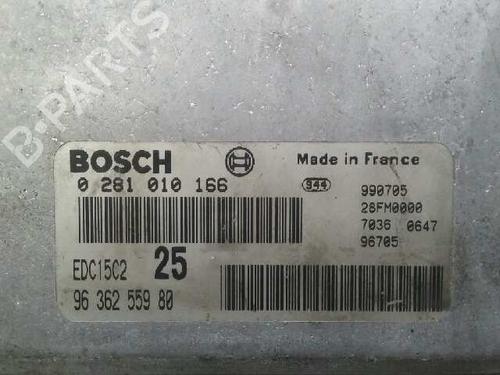 B-PARTS
BOSCH Made in France
0 281 010 166 944 990705
28FM0000
7036 0647
96705
EDC15C2 25
96 362 559 80